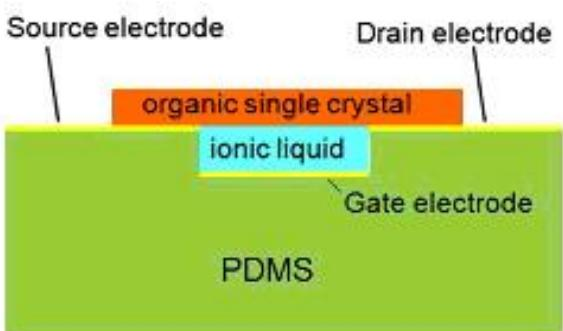 Source electrode
Drain electrode
organic single crystal
ionic liquid
Gate electrode
PDMS